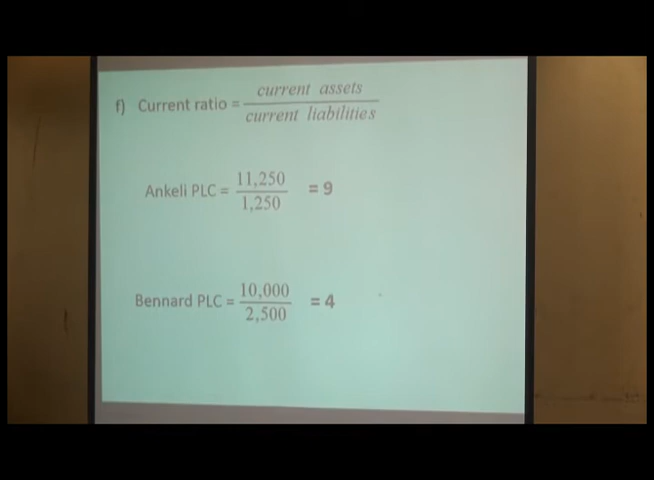 f) Current ratio = current assets / current liabilities
Ankeli PLC = 11,250 / 1,250 = 9
Bennard PLC = 10,000 / 2,500 = 4